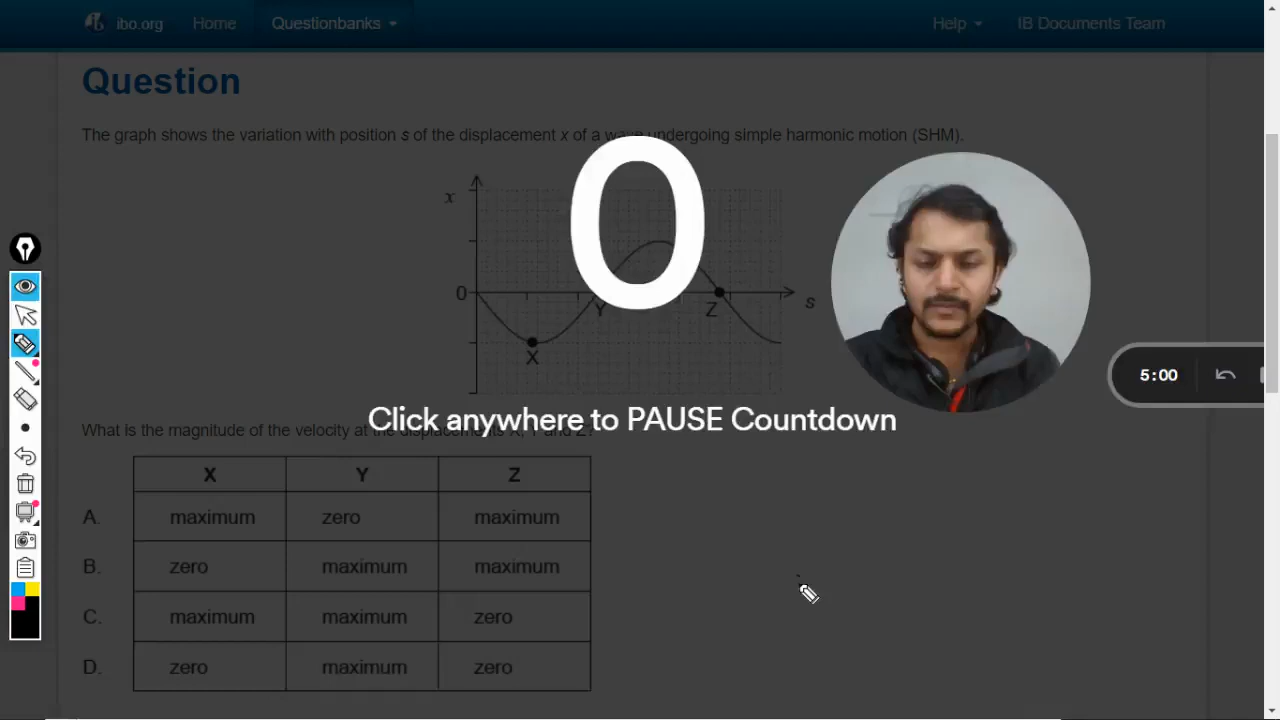 ibo.org Home Questionbanks Help IB Documents Team
Question
The graph shows the variation with position s of the displacement x of a wave undergoing simple harmonic motion (SHM).
0
x
0
s
X
Y
Z
5:00
Click anywhere to PAUSE Countdown
What is the magnitude of the velocity at the displacements X, Y and Z?
X Y Z
A. maximum zero maximum
B. zero maximum maximum
C. maximum maximum zero
D. zero maximum zero